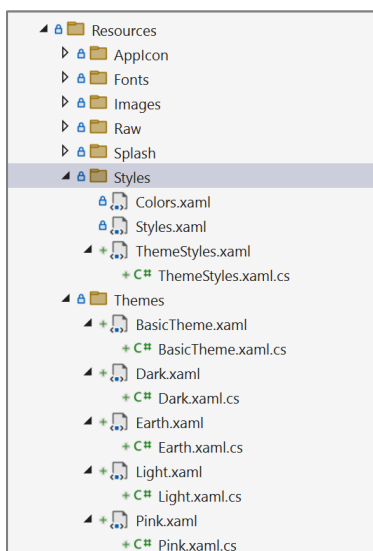 Resources
AppIcon
Fonts
Images
Raw
Splash
Styles
Colors.xaml
Styles.xaml
ThemeStyles.xaml
C# ThemeStyles.xaml.cs
Themes
BasicTheme.xaml
C# BasicTheme.xaml.cs
Dark.xaml
C# Dark.xaml.cs
Earth.xaml
C# Earth.xaml.cs
Light.xaml
C# Light.xaml.cs
Pink.xaml
C# Pink.xaml.cs